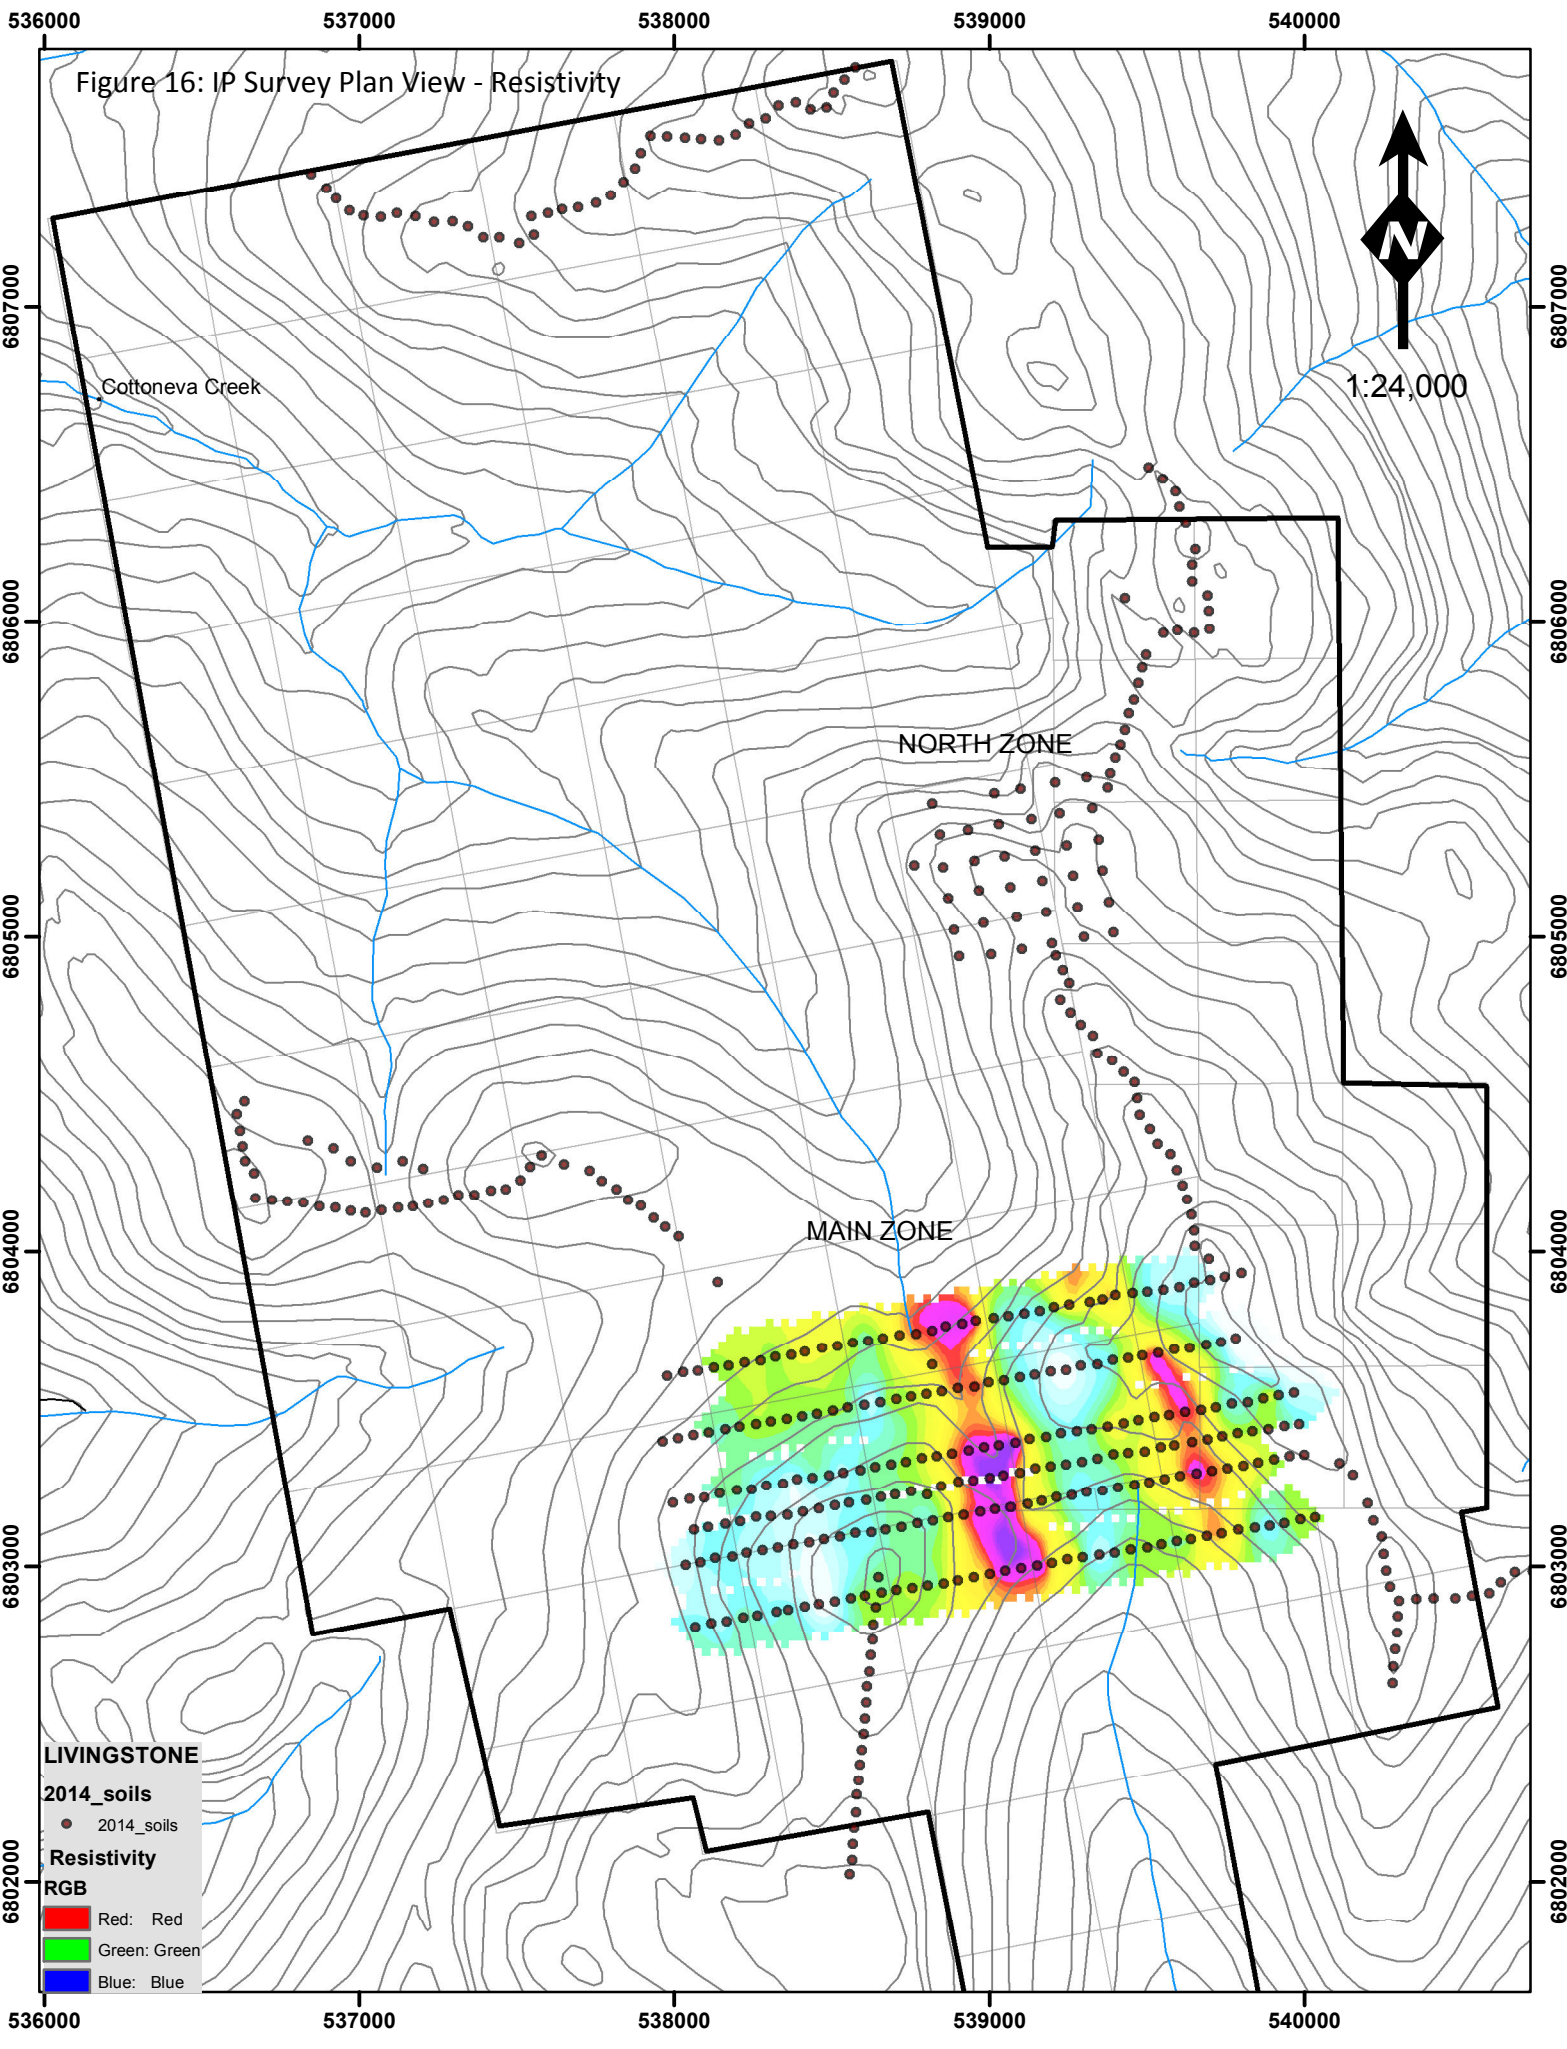 536000 537000 538000 539000 540000
Figure 16: IP Survey Plan View - Resistivity
N
1:24,000
6807000 6807000
Cottoneva Creek
6806000 6806000
NORTH ZONE
6805000 6805000
6804000 6804000
MAIN ZONE
6803000 6803000
LIVINGSTONE
2014_soils
2014_soils
Resistivity
RGB
Red: Red
Green: Green
Blue: Blue
6802000 6802000
536000 537000 538000 539000 540000